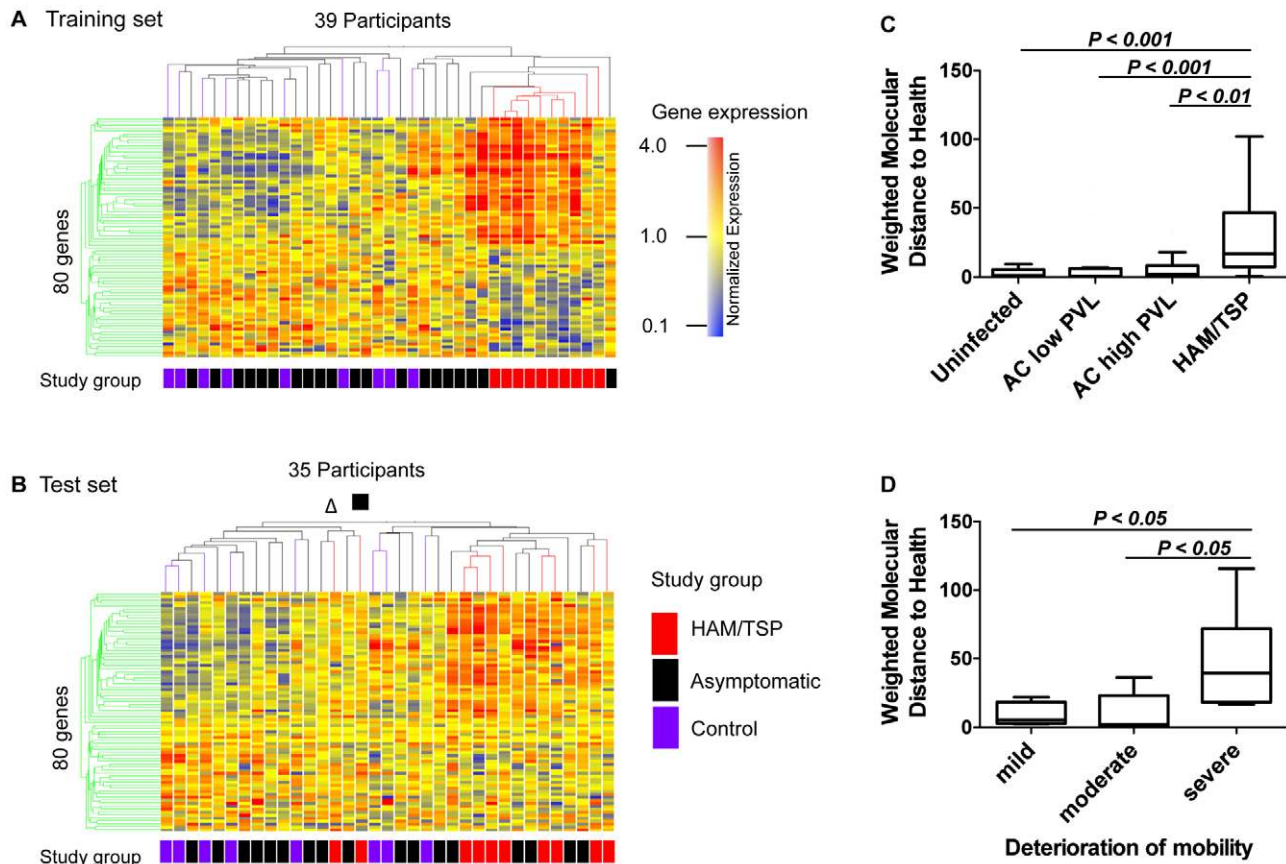 A Training set
39 Participants
80 genes
Study group
Gene expression
4.0
1.0
0.1
Normalized Expression
B Test set
35 Participants
Δ
80 genes
Study group
Study group
HAM/TSP
Asymptomatic
Control
C
P < 0.001
P < 0.001
P < 0.01
Weighted Molecular
Distance to Health
150
100
50
0
Uninfected
AC low PVL
AC high PVL
HAM/TSP
D
P < 0.05
P < 0.05
Weighted Molecular
Distance to Health
150
100
50
0
mild
moderate
severe
Deterioration of mobility